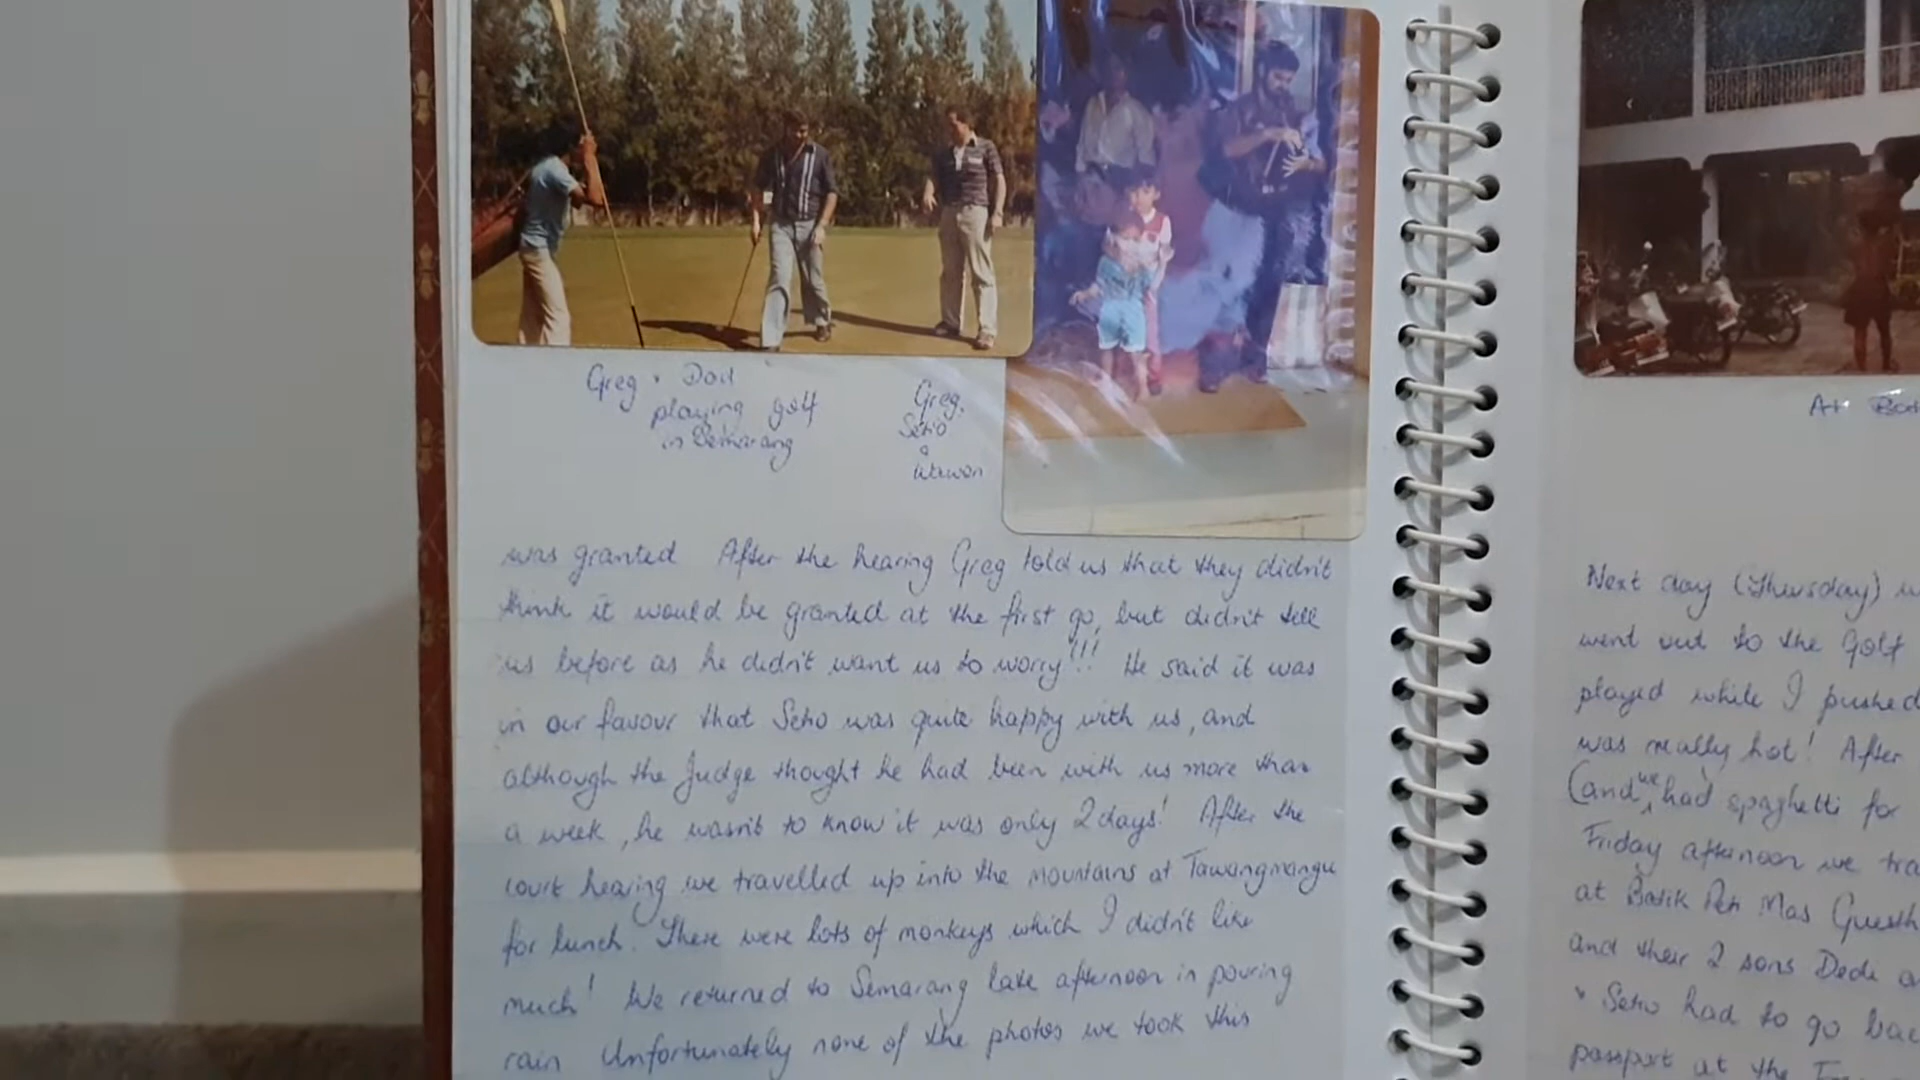 Greg & Dad
playing golf
in Semarang
Greg,
Setio
&
was granted After the hearing Greg told us that they didn't
think it would be granted at the first go, but didn't tell
us before as he didn't want us to worry!!! He said it was
in our favour that Setio was quite happy with us, and
although the Judge thought he had been with us more than
a week, he wasn't to know it was only 2 days! After the
court hearing we travelled up into the mountains at Tawangmangu
for lunch. There were lots of monkeys which I didn't like
much! We returned to Semarang late afternoon in pouring
rain Unfortunately none of the photos we took this
At
Next day (Thursday)
went out to the Golf
played while I pushed
was really hot! After
(and we had spaghetti for
Friday afternoon we
at Batik Peh Mas
and their 2 sons Dede
Setio had to go
passport at the